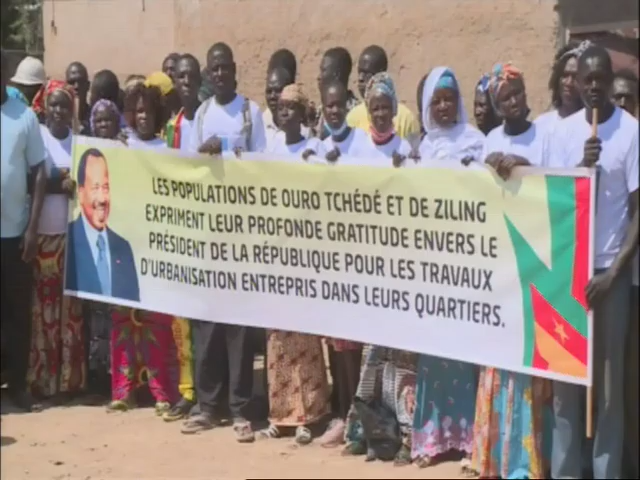 LES POPULATIONS DE OURO TCHÉDÉ ET DE ZILING
EXPRIMENT LEUR PROFONDE GRATITUDE ENVERS LE
PRÉSIDENT DE LA RÉPUBLIQUE POUR LES TRAVAUX
D'URBANISATION ENTREPRIS DANS LEURS QUARTIERS.